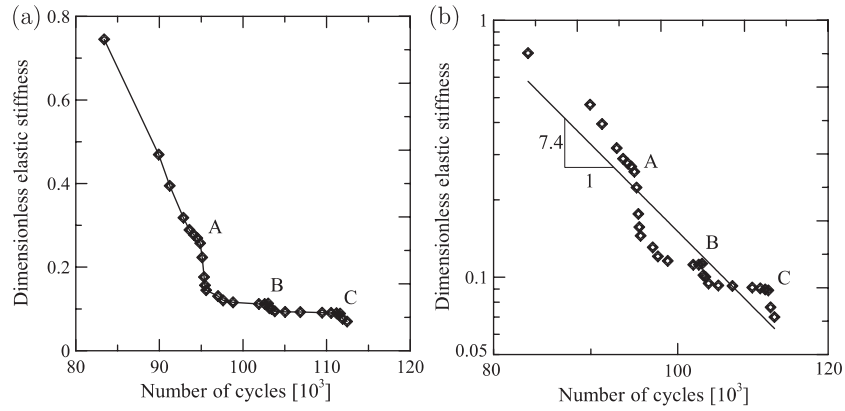 (a)
0.8
0.6
0.4
0.2
0
80
90
100
110
120
Dimensionless elastic stiffness
Number of cycles [10³]
A
B
C
(b)
1
0.1
0.05
80
100
120
Dimensionless elastic stiffness
Number of cycles [10³]
7.4
1
A
B
C